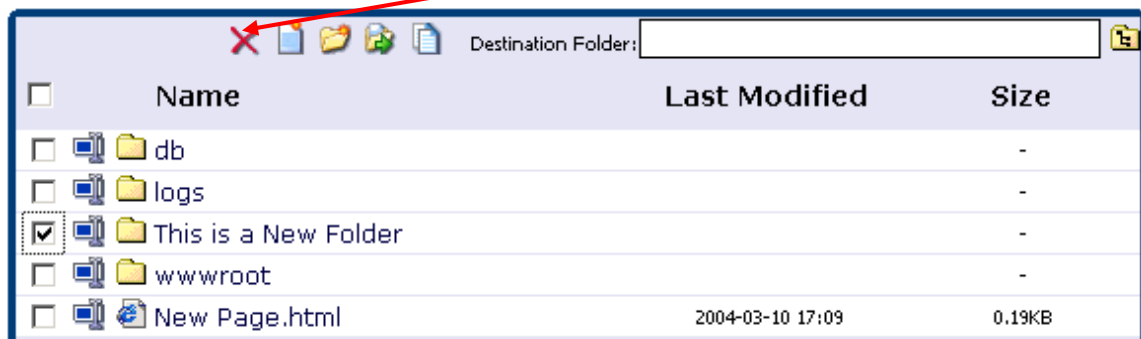 Destination Folder:
Name Last Modified Size
db -
logs -
This is a New Folder -
wwwroot -
New Page.html 2004-03-10 17:09 0.19KB